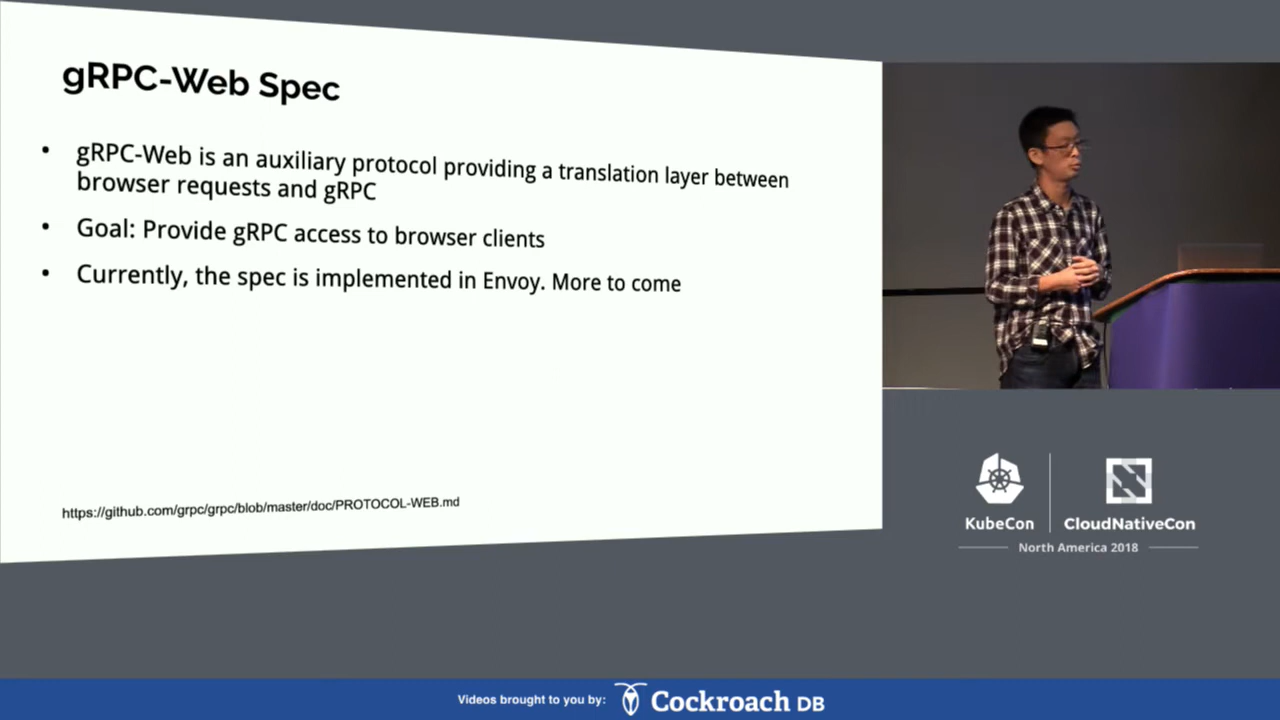 gRPC-Web Spec
• gRPC-Web is an auxiliary protocol providing a translation layer between
browser requests and gRPC
• Goal: Provide gRPC access to browser clients
• Currently, the spec is implemented in Envoy. More to come
https://github.com/grpc/grpc/blob/master/doc/PROTOCOL-WEB.md
KubeCon
CloudNativeCon
North America 2018
Videos brought to you by:
Cockroach DB